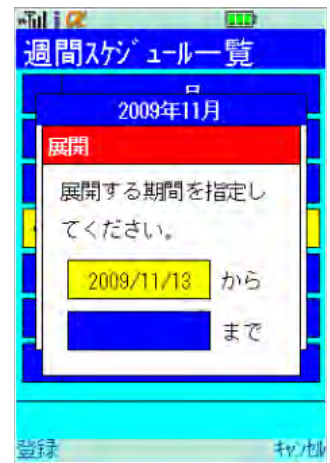 週間スケジュール一覧
2009年11月
展開
展開する期間を指定し
てください。
2009/11/13 から
まで
登録 キャンセル